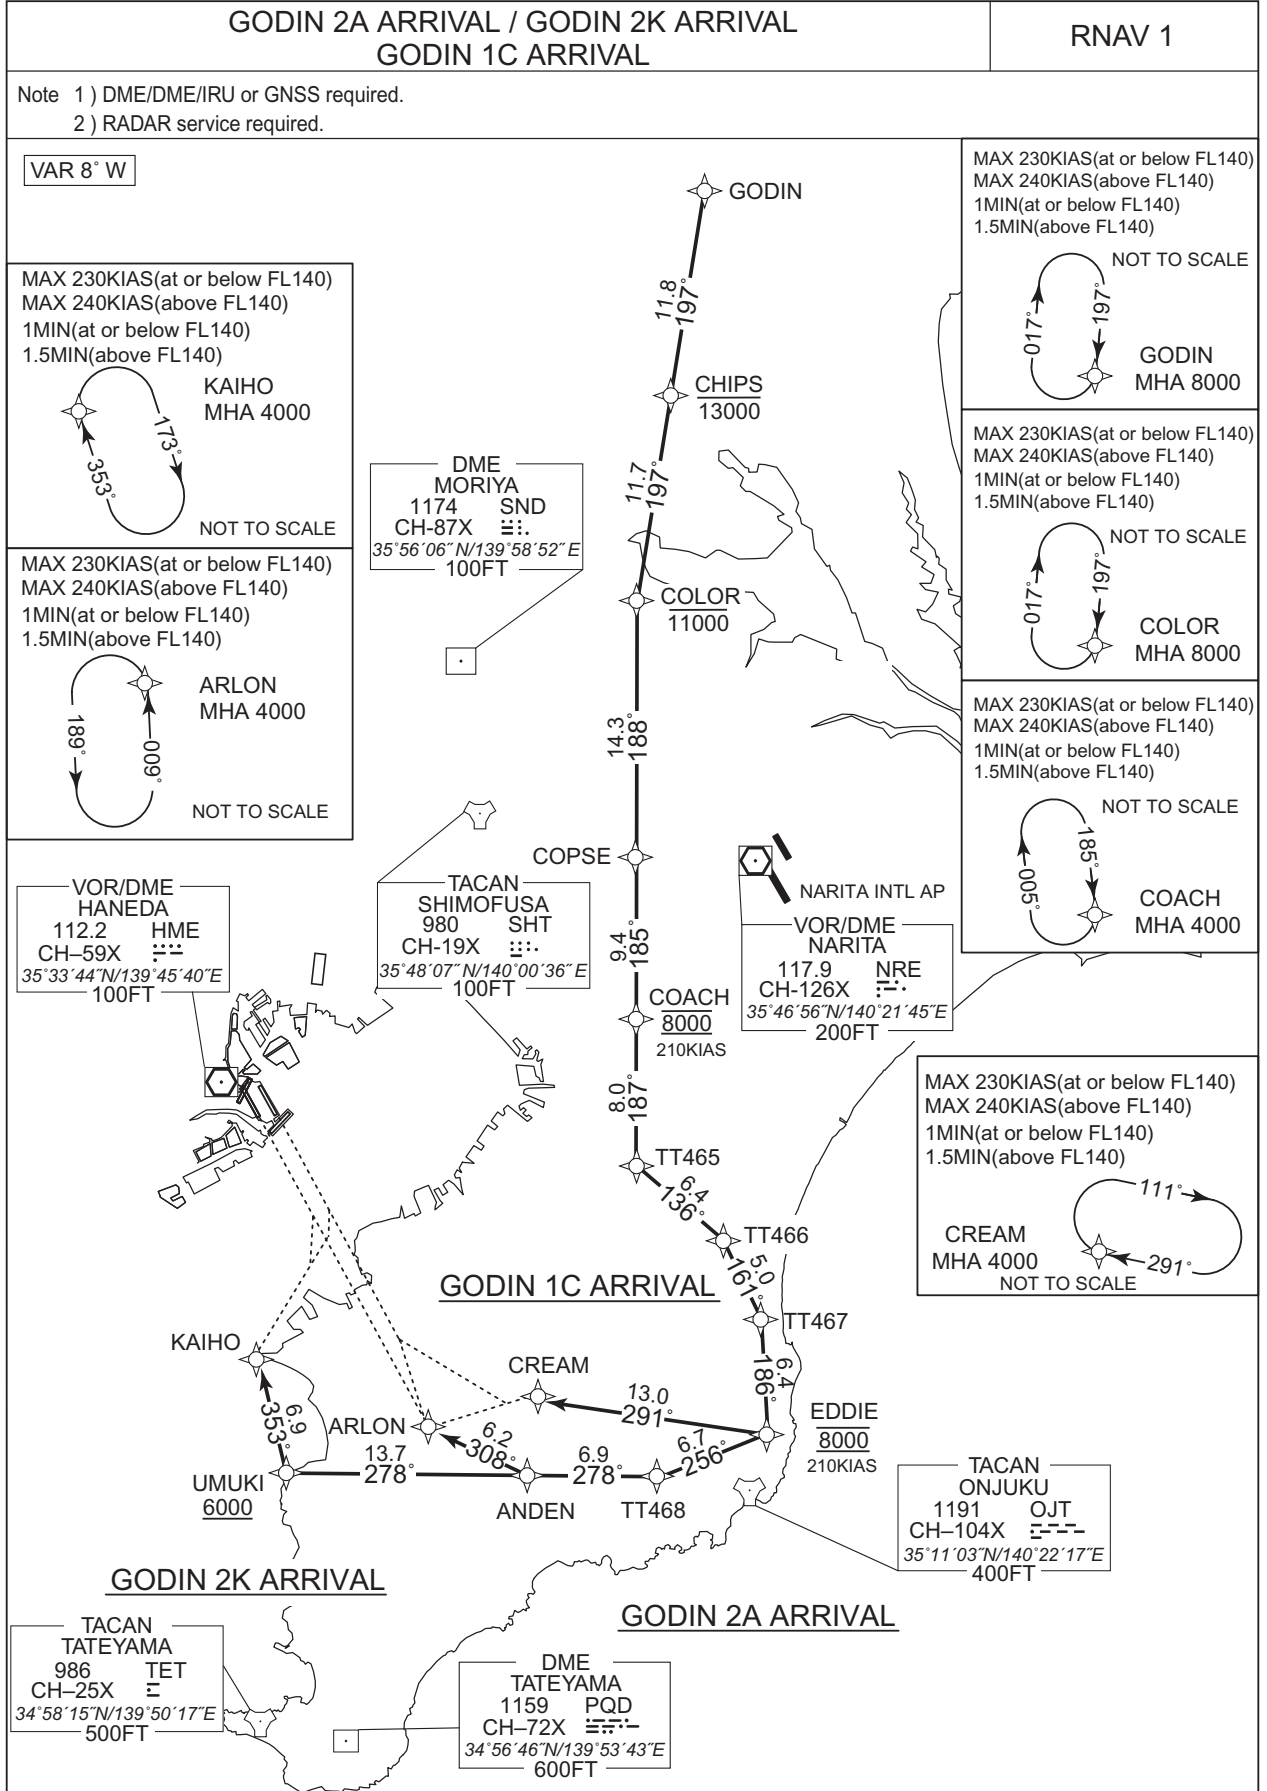 GODIN 2A ARRIVAL / GODIN 2K ARRIVAL
GODIN 1C ARRIVAL
RNAV 1
Note 1 ) DME/DME/IRU or GNSS required.
2 ) RADAR service required.
VAR 8° W
GODIN
11.8
197°
CHIPS
13000
11.7
197°
COLOR
11000
14.3
188°
COPSE
9.4
185°
COACH
8000
210KIAS
8.0
187°
TT465
6.4
136°
TT466
5.0
161°
TT467
6.4
186°
EDDIE
8000
210KIAS
13.0
291°
CREAM
6.7
256°
TT468
6.9
278°
ANDEN
6.2
308°
ARLON
13.7
278°
UMUKI
6000
6.9
353°
KAIHO
GODIN 1C ARRIVAL
GODIN 2K ARRIVAL
GODIN 2A ARRIVAL
MAX 230KIAS(at or below FL140)
MAX 240KIAS(above FL140)
1MIN(at or below FL140)
1.5MIN(above FL140)
KAIHO
MHA 4000
173°
353°
NOT TO SCALE
MAX 230KIAS(at or below FL140)
MAX 240KIAS(above FL140)
1MIN(at or below FL140)
1.5MIN(above FL140)
ARLON
MHA 4000
189°
009°
NOT TO SCALE
MAX 230KIAS(at or below FL140)
MAX 240KIAS(above FL140)
1MIN(at or below FL140)
1.5MIN(above FL140)
NOT TO SCALE
017°
197°
GODIN
MHA 8000
MAX 230KIAS(at or below FL140)
MAX 240KIAS(above FL140)
1MIN(at or below FL140)
1.5MIN(above FL140)
NOT TO SCALE
017°
197°
COLOR
MHA 8000
MAX 230KIAS(at or below FL140)
MAX 240KIAS(above FL140)
1MIN(at or below FL140)
1.5MIN(above FL140)
NOT TO SCALE
005°
185°
COACH
MHA 4000
MAX 230KIAS(at or below FL140)
MAX 240KIAS(above FL140)
1MIN(at or below FL140)
1.5MIN(above FL140)
111°
291°
CREAM
MHA 4000
NOT TO SCALE
DME
MORIYA
1174 SND
CH-87X
35°56´06˝N/139°58´52˝E
100FT
VOR/DME
HANEDA
112.2 HME
CH–59X
35°33´44˝N/139°45´40˝E
100FT
TACAN
SHIMOFUSA
980 SHT
CH-19X
35°48´07˝N/140°00´36˝E
100FT
NARITA INTL AP
VOR/DME
NARITA
117.9 NRE
CH-126X
35°46´56˝N/140°21´45˝E
200FT
TACAN
ONJUKU
1191 OJT
CH–104X
35°11´03˝N/140°22´17˝E
400FT
TACAN
TATEYAMA
986 TET
CH–25X
34°58´15˝N/139°50´17˝E
500FT
DME
TATEYAMA
1159 PQD
CH–72X
34°56´46˝N/139°53´43˝E
600FT